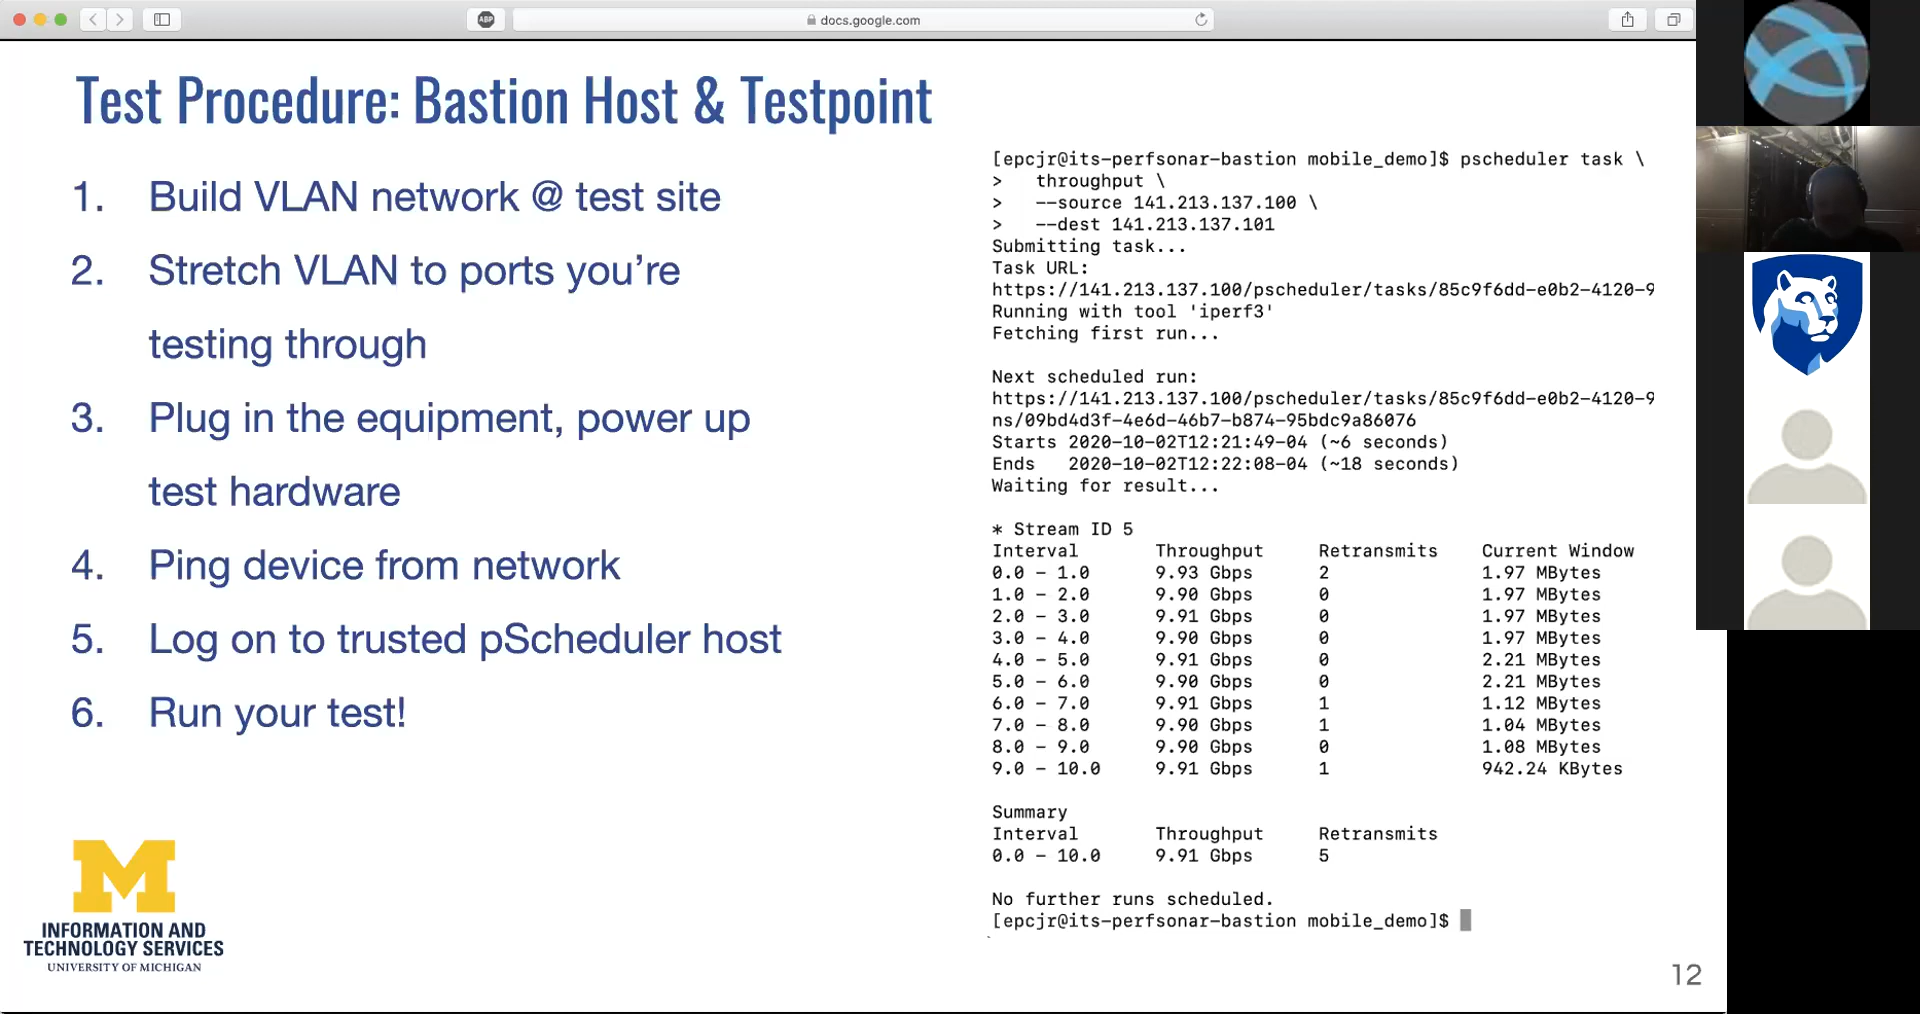 ABP
docs.google.com
Test Procedure: Bastion Host & Testpoint
1. Build VLAN network @ test site
2. Stretch VLAN to ports you’re
testing through
3. Plug in the equipment, power up
test hardware
4. Ping device from network
5. Log on to trusted pScheduler host
6. Run your test!
[epcjr@its-perfsonar-bastion mobile_demo]$ pscheduler task \
> throughput \
> --source 141.213.137.100 \
> --dest 141.213.137.101
Submitting task...
Task URL:
https://141.213.137.100/pscheduler/tasks/85c9f6dd-e0b2-4120-9
Running with tool 'iperf3'
Fetching first run...
Next scheduled run:
https://141.213.137.100/pscheduler/tasks/85c9f6dd-e0b2-4120-9
ns/09bd4d3f-4e6d-46b7-b874-95bdc9a86076
Starts 2020-10-02T12:21:49-04 (~6 seconds)
Ends 2020-10-02T12:22:08-04 (~18 seconds)
Waiting for result...
* Stream ID 5
Interval Throughput Retransmits Current Window
0.0 - 1.0 9.93 Gbps 2 1.97 MBytes
1.0 - 2.0 9.90 Gbps 0 1.97 MBytes
2.0 - 3.0 9.91 Gbps 0 1.97 MBytes
3.0 - 4.0 9.90 Gbps 0 1.97 MBytes
4.0 - 5.0 9.91 Gbps 0 2.21 MBytes
5.0 - 6.0 9.90 Gbps 0 2.21 MBytes
6.0 - 7.0 9.91 Gbps 1 1.12 MBytes
7.0 - 8.0 9.90 Gbps 1 1.04 MBytes
8.0 - 9.0 9.90 Gbps 0 1.08 MBytes
9.0 - 10.0 9.91 Gbps 1 942.24 KBytes
Summary
Interval Throughput Retransmits
0.0 - 10.0 9.91 Gbps 5
No further runs scheduled.
[epcjr@its-perfsonar-bastion mobile_demo]$
M
INFORMATION AND
TECHNOLOGY SERVICES
UNIVERSITY OF MICHIGAN
12